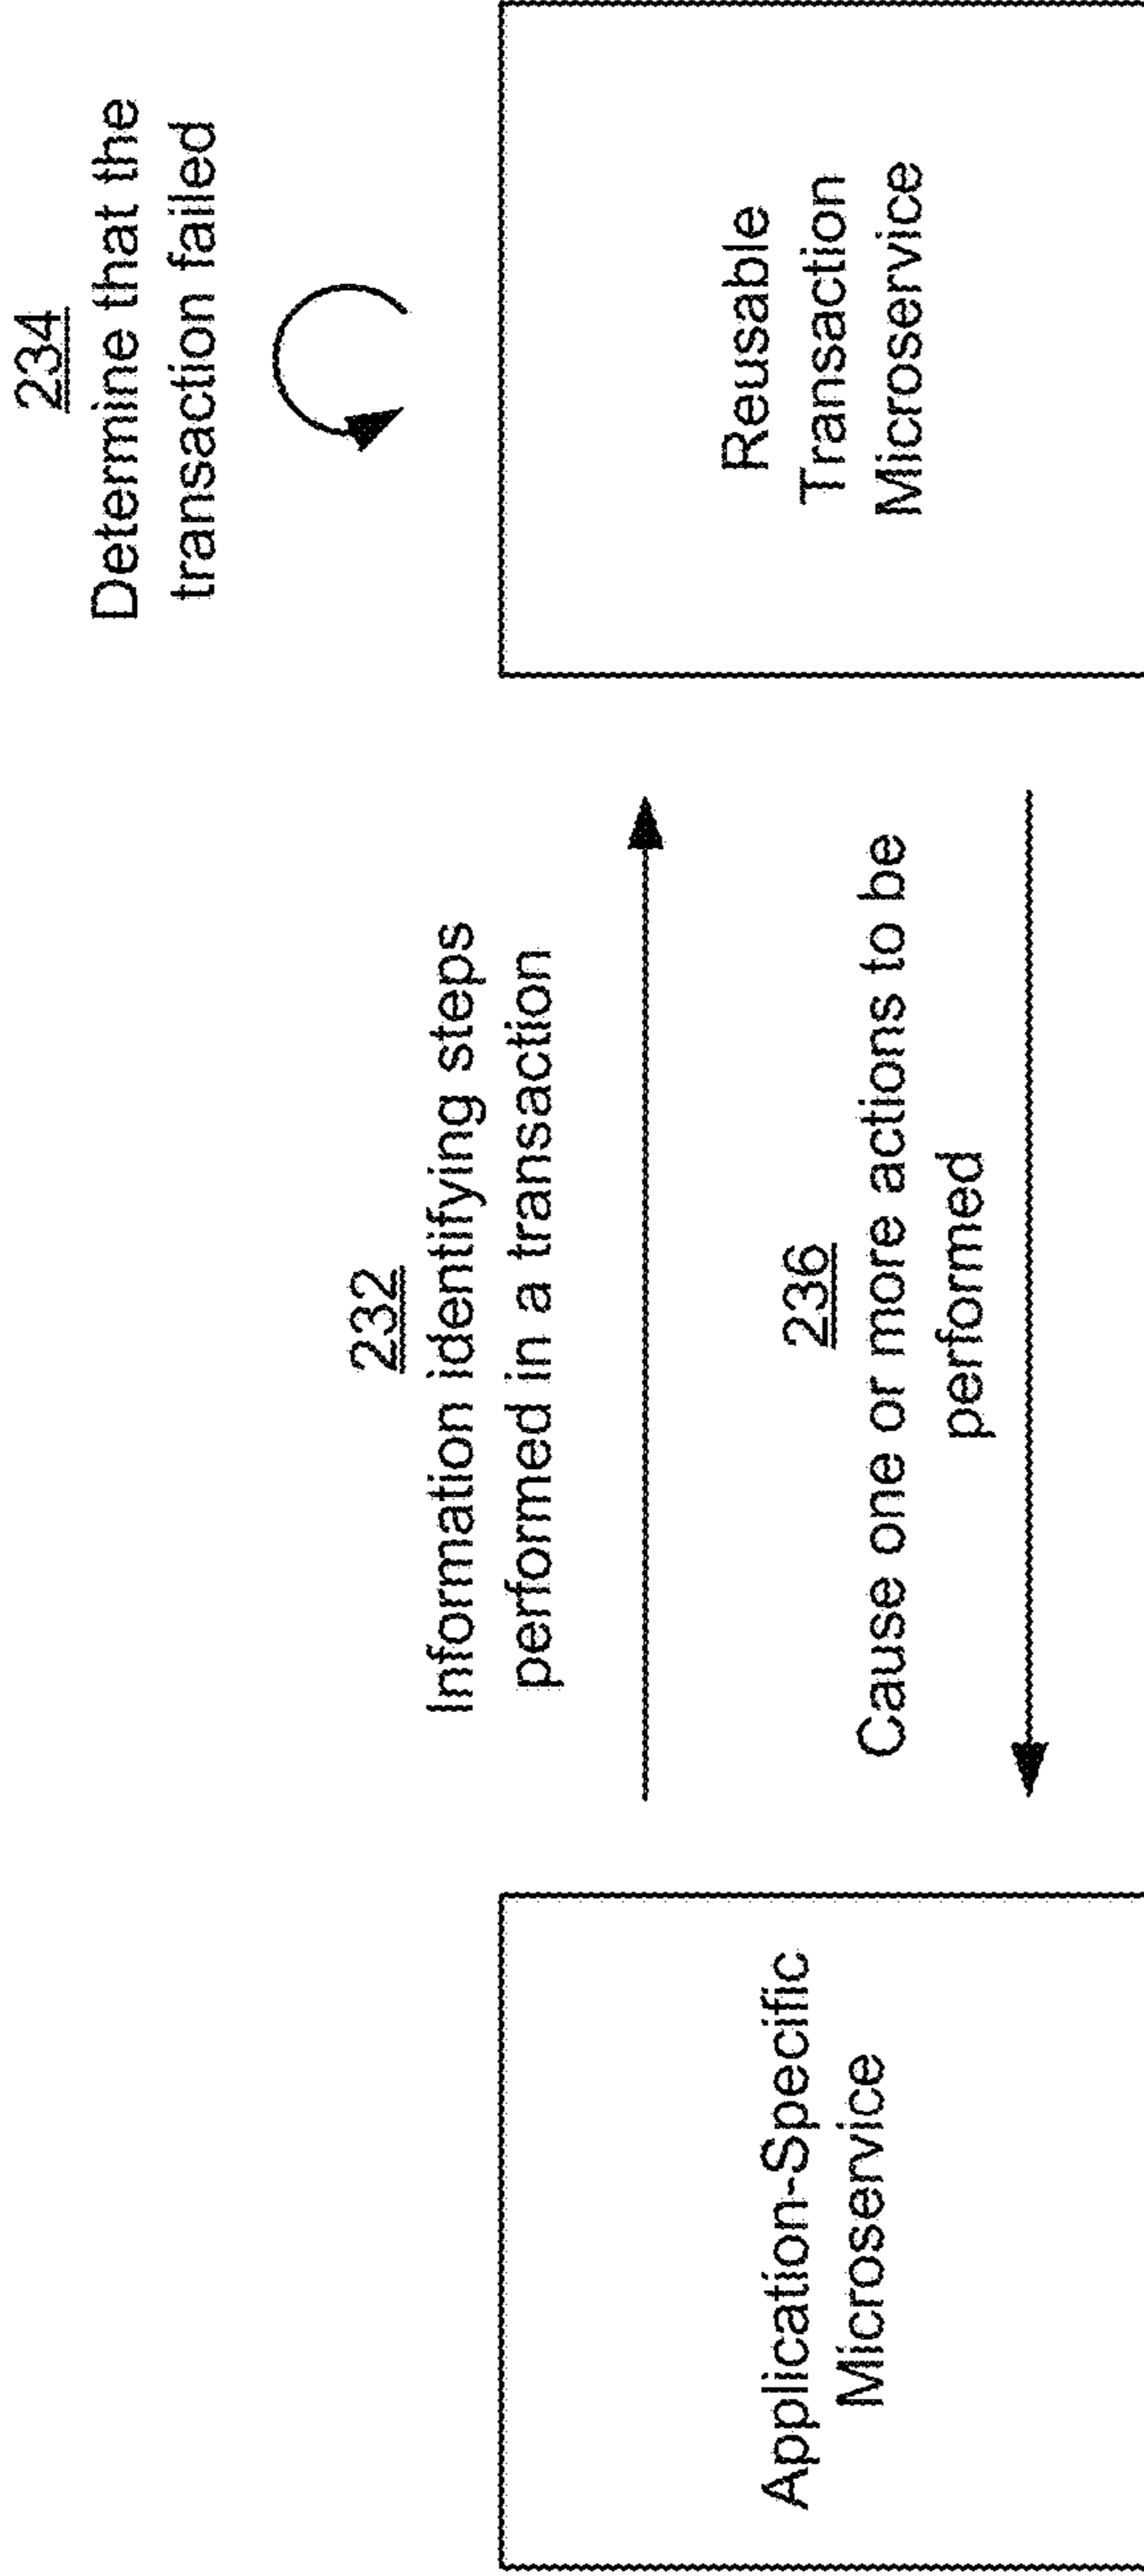 234
Determine that the
transaction failed
232
Information identifying steps
performed in a transaction
236
Cause one or more actions to be
performed
Application-Specific
Microservice
Reusable
Transaction
Microservice